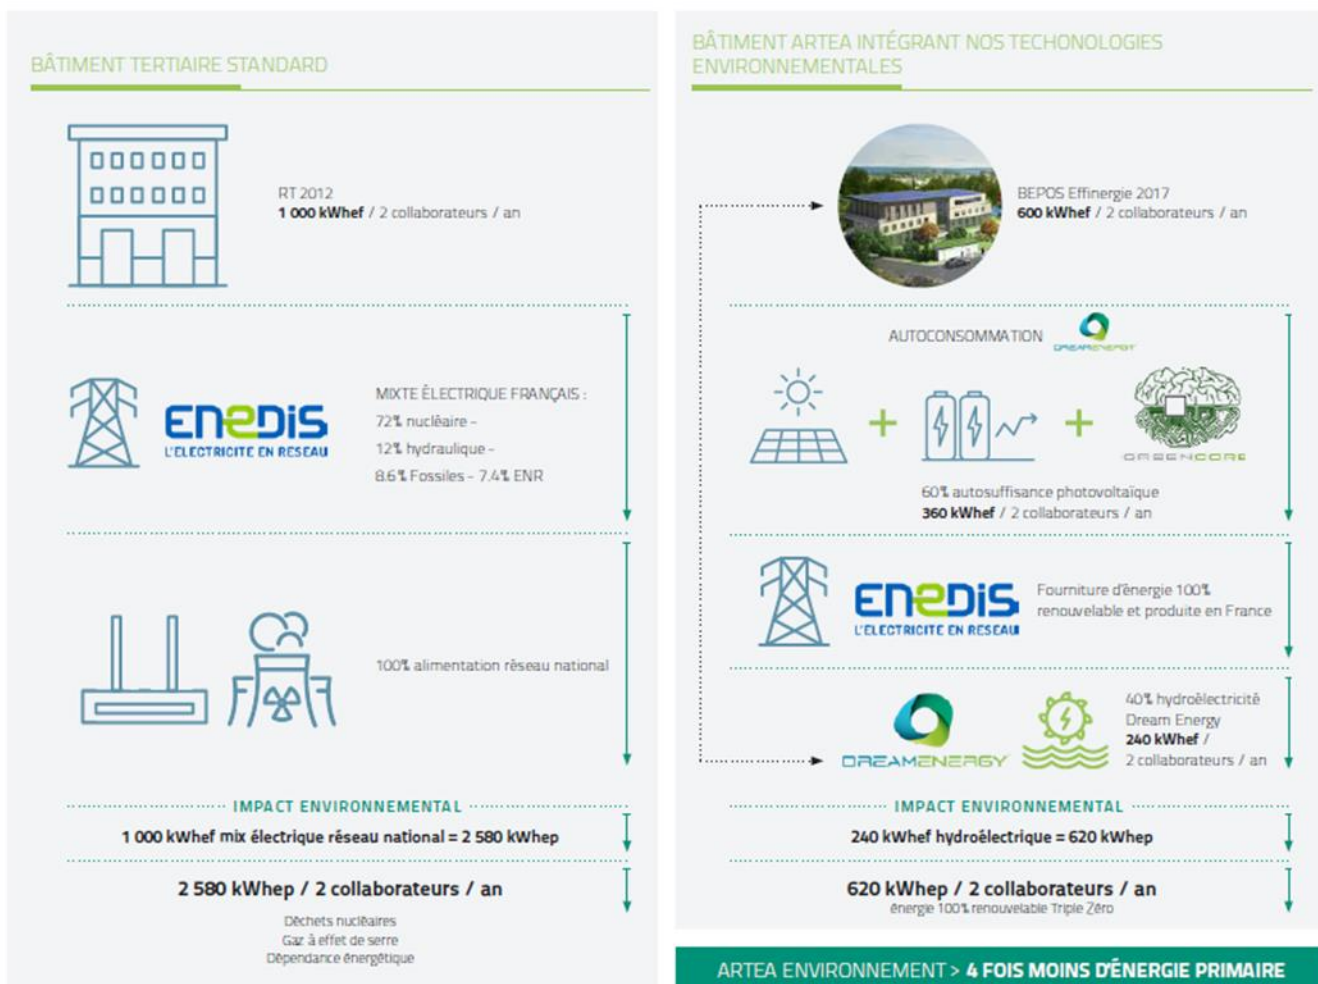 BÂTIMENT TERTIAIRE STANDARD
RT 2012
1 000 kWhef / 2 collaborateurs / an
ENEDIS
L'ELECTRICITE EN RESEAU
MIXTE ÉLECTRIQUE FRANÇAIS :
72% nucléaire -
12% hydraulique -
8.6% Fossiles - 7.4% ENR
100% alimentation réseau national
IMPACT ENVIRONNEMENTAL
1 000 kWhef mix électrique réseau national = 2 580 kWhep
2 580 kWhep / 2 collaborateurs / an
Déchets nucléaires
Gaz à effet de serre
Dépendance énergétique
BÂTIMENT ARTEA INTÉGRANT NOS TECHONOLOGIES
ENVIRONNEMENTALES
BEPOS Effinergie 2017
600 kWhef / 2 collaborateurs / an
AUTOCONSOMMATION
DREAMENERGY
+
+
GREENCORE
60% autosuffisance photovoltaïque
360 kWhef / 2 collaborateurs / an
ENEDIS
L'ELECTRICITE EN RESEAU
Fourniture d'énergie 100%
renouvelable et produite en France
DREAMENERGY
40% hydroélectricité
Dream Energy
240 kWhef /
2 collaborateurs / an
IMPACT ENVIRONNEMENTAL
240 kWhef hydroélectrique = 620 kWhep
620 kWhep / 2 collaborateurs / an
énergie 100% renouvelable Triple Zéro
ARTEA ENVIRONNEMENT > 4 FOIS MOINS D'ÉNERGIE PRIMAIRE